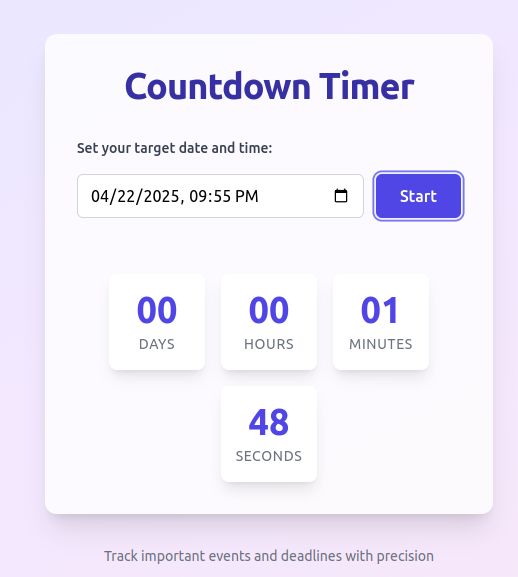 Countdown Timer
Set your target date and time:
04/22/2025, 09:55 PM
Start
00 00 01
DAYS HOURS MINUTES
48
SECONDS
Track important events and deadlines with precision